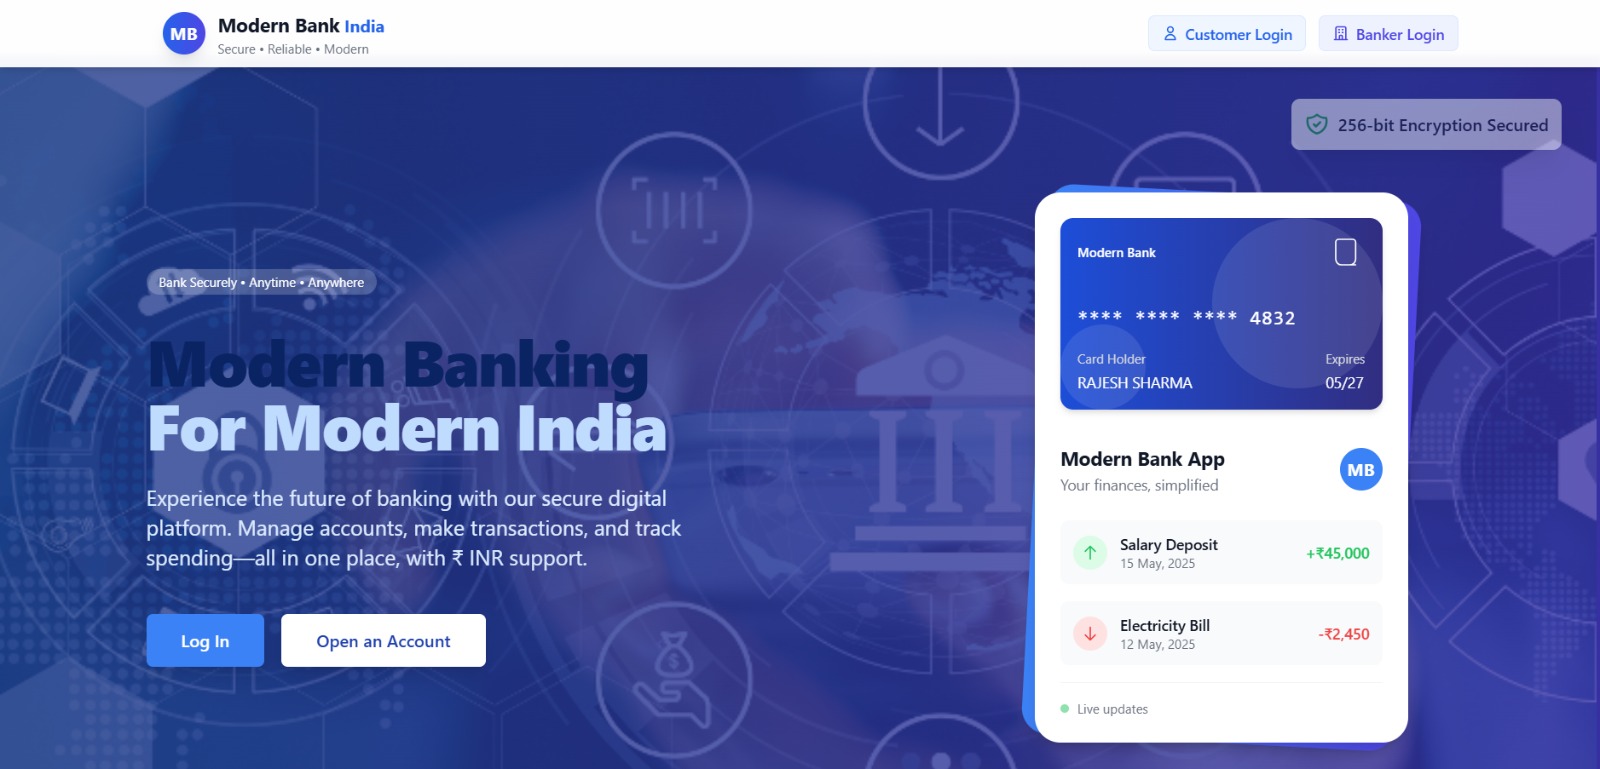 MB
Modern Bank India
Secure • Reliable • Modern
Customer Login
Banker Login
256-bit Encryption Secured
Bank Securely • Anytime • Anywhere
Modern Banking
For Modern India
Experience the future of banking with our secure digital
platform. Manage accounts, make transactions, and track
spending—all in one place, with ₹ INR support.
Log In
Open an Account
Modern Bank
**** **** **** 4832
Card Holder
Expires
RAJESH SHARMA
05/27
Modern Bank App
Your finances, simplified
MB
Salary Deposit
15 May, 2025
+₹45,000
Electricity Bill
12 May, 2025
-₹2,450
Live updates
$